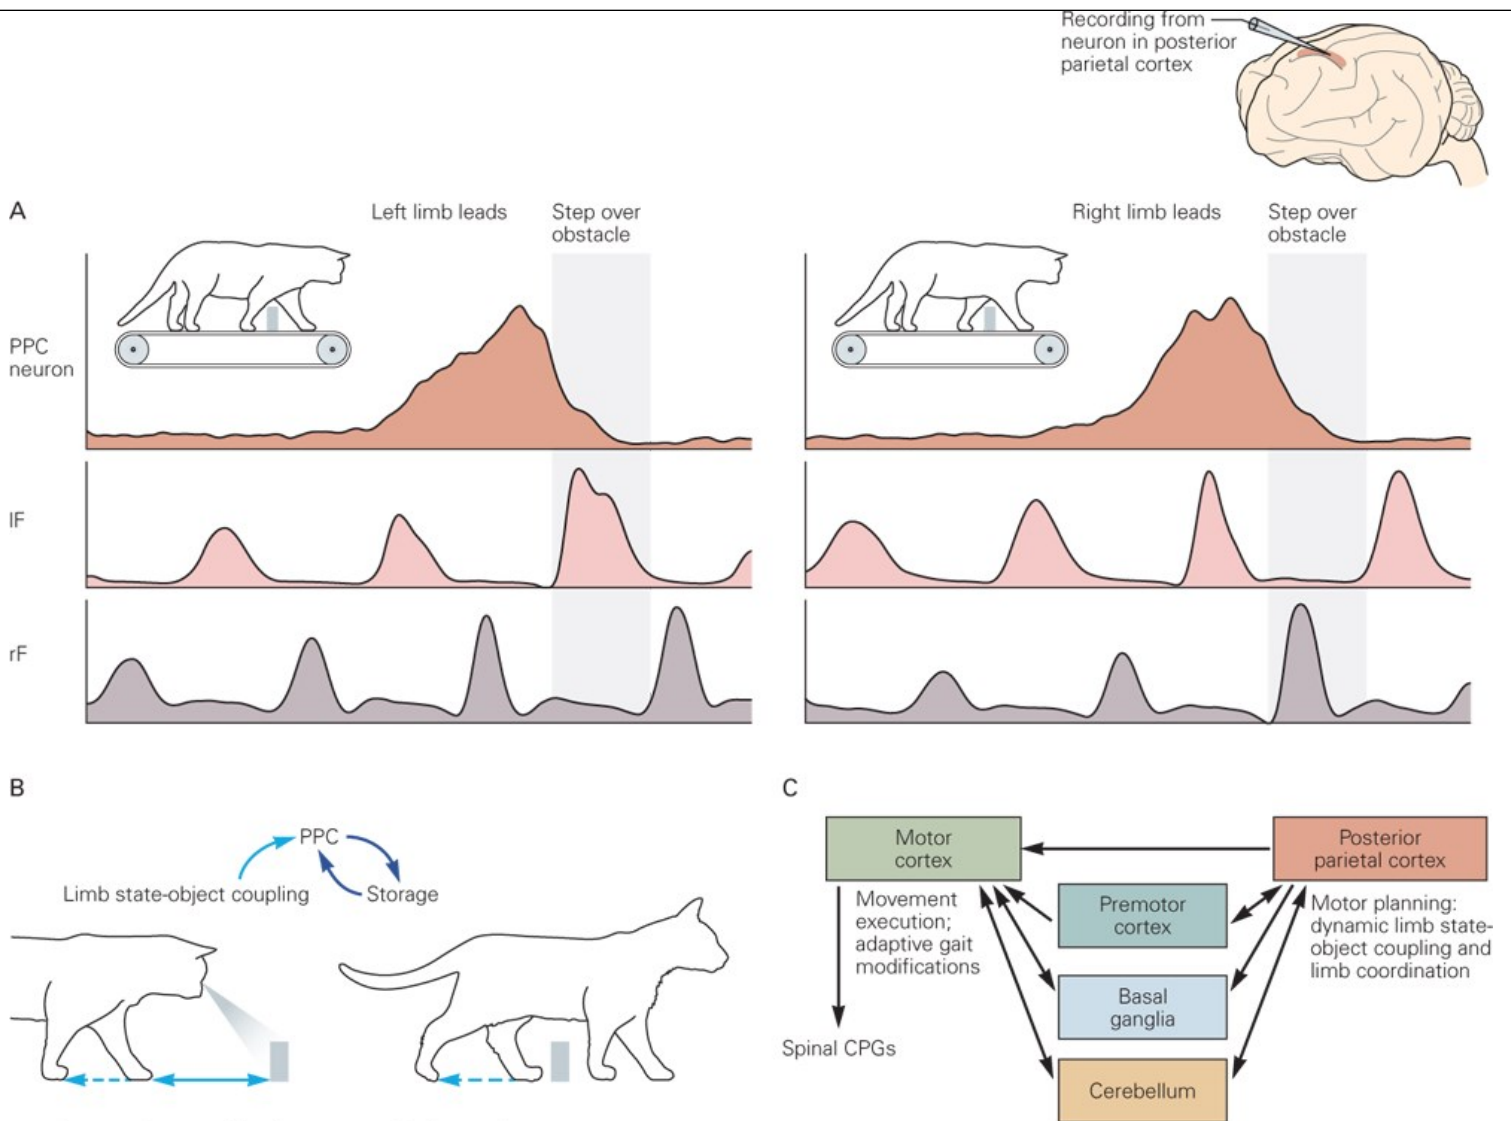 Recording from
neuron in posterior
parietal cortex
A
Left limb leads
Step over
obstacle
Right limb leads
Step over
obstacle
PPC
neuron
lF
rF
B
PPC
Limb state-object coupling
Storage
C
Motor
cortex
Posterior
parietal cortex
Movement
execution;
adaptive gait
modifications
Premotor
cortex
Motor planning:
dynamic limb state-
object coupling and
limb coordination
Basal
ganglia
Spinal CPGs
Cerebellum